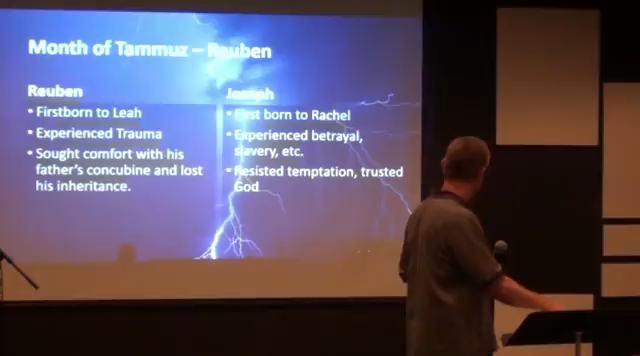 Month of Tammuz – Reuben
Reuben
• Firstborn to Leah
• Experienced Trauma
• Sought comfort with his
father's concubine and lost
his inheritance.
Joseph
• First born to Rachel
• Experienced betrayal,
slavery, etc.
• Resisted temptation, trusted
God